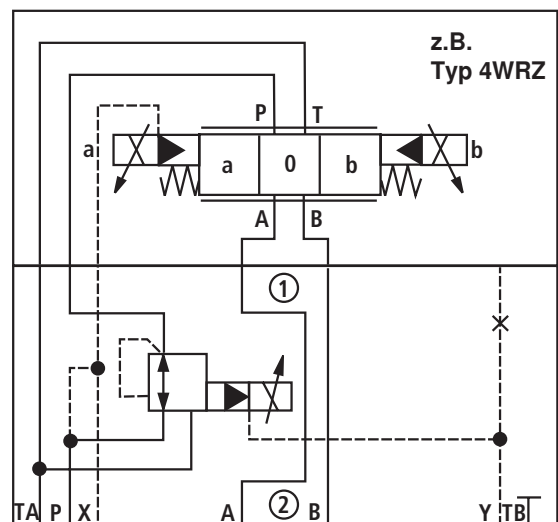 z.B.
Typ 4WRZ
P T
a b
a 0 b
A B
1
TA P X A 2 B Y TB